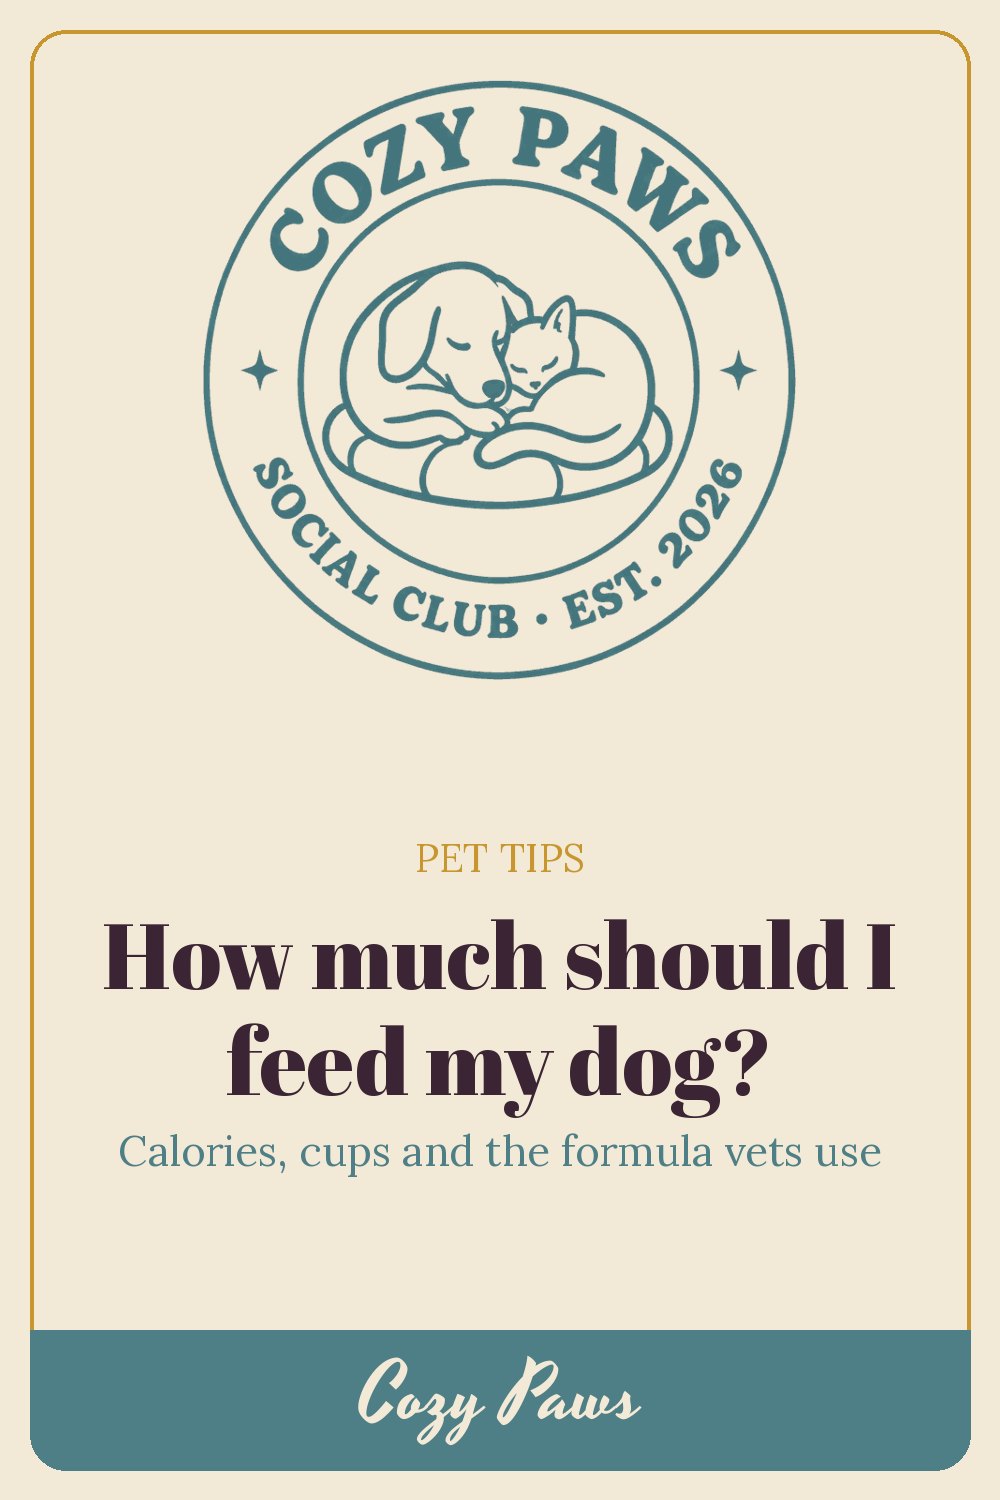 COZY PAWS
SOCIAL CLUB · EST. 2026
PET TIPS
How much should I
feed my dog?
Calories, cups and the formula vets use
Cozy Paws